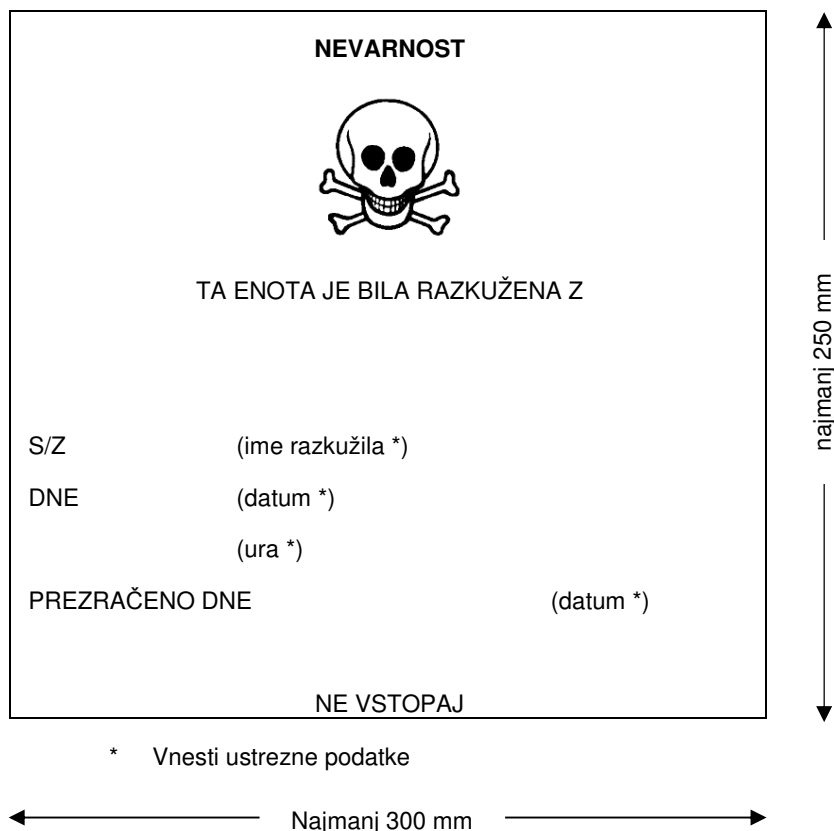 NEVARNOST
TA ENOTA JE BILA RAZKUŽENA Z
S/Z (ime razkužila *)
DNE (datum *)
(ura *)
PREZRAČENO DNE (datum *)
NE VSTOPAJ
* Vnesti ustrezne podatke
Najmanj 300 mm
najmanj 250 mm